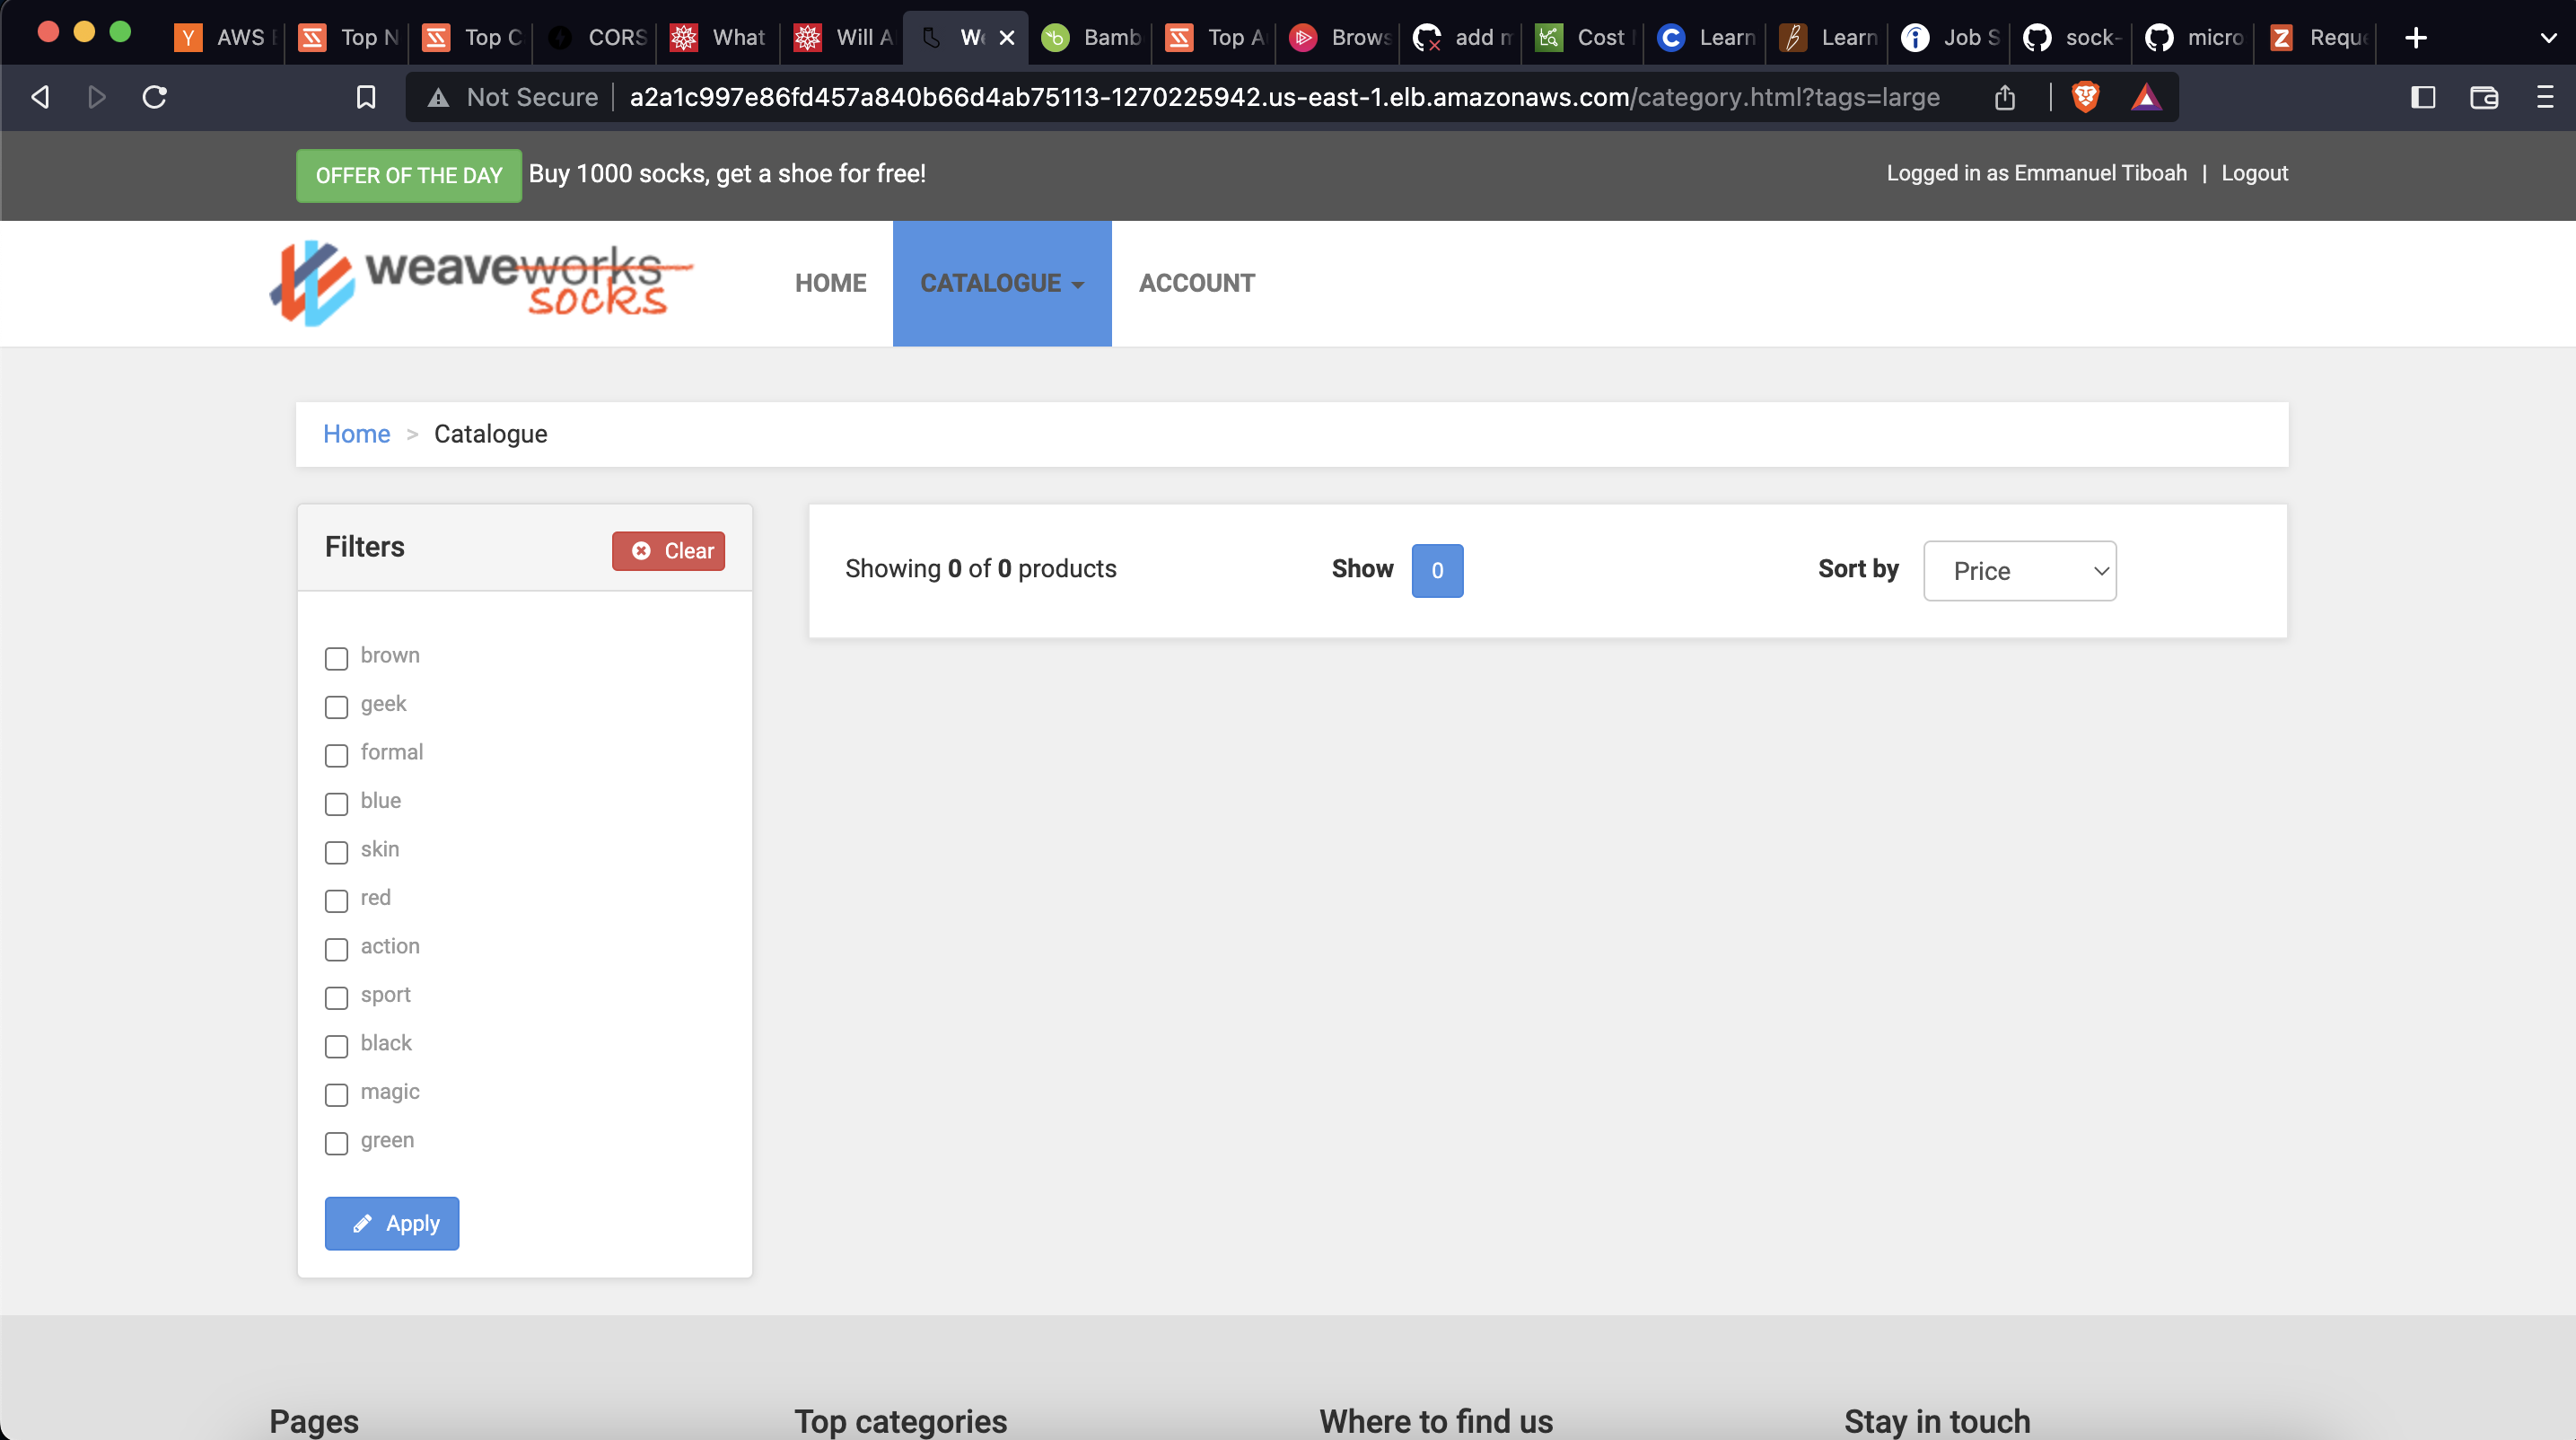 AWS
Top N
Top C
CORS
What
Will A
We
Bamb
Top A
Brows
add m
Cost
Learn
Learn
Job S
sock-
micro
Reque
Not Secure
a2a1c997e86fd457a840b66d4ab75113-1270225942.us-east-1.elb.amazonaws.com/category.html?tags=large
OFFER OF THE DAY Buy 1000 socks, get a shoe for free!
Logged in as Emmanuel Tiboah | Logout
weaveworks
socks
HOME
CATALOGUE
ACCOUNT
Home > Catalogue
Filters
Clear
Showing 0 of 0 products
Show 0
Sort by Price
brown
geek
formal
blue
skin
red
action
sport
black
magic
green
Apply
Pages
Top categories
Where to find us
Stay in touch